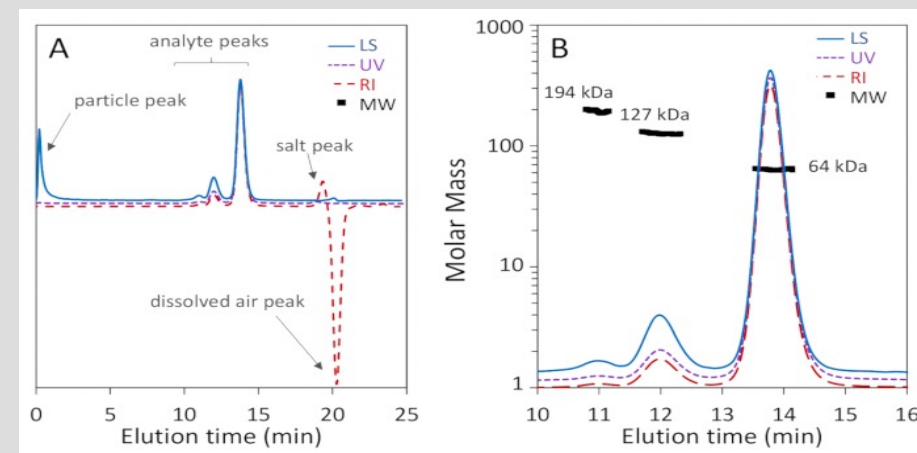 A
analyte peaks
LS
UV
RI
MW
particle peak
salt peak
dissolved air peak
0
5
10
15
20
25
Elution time (min)
B
1000
100
10
1
Molar Mass
LS
UV
RI
MW
194 kDa
127 kDa
64 kDa
10
11
12
13
14
15
16
Elution time (min)